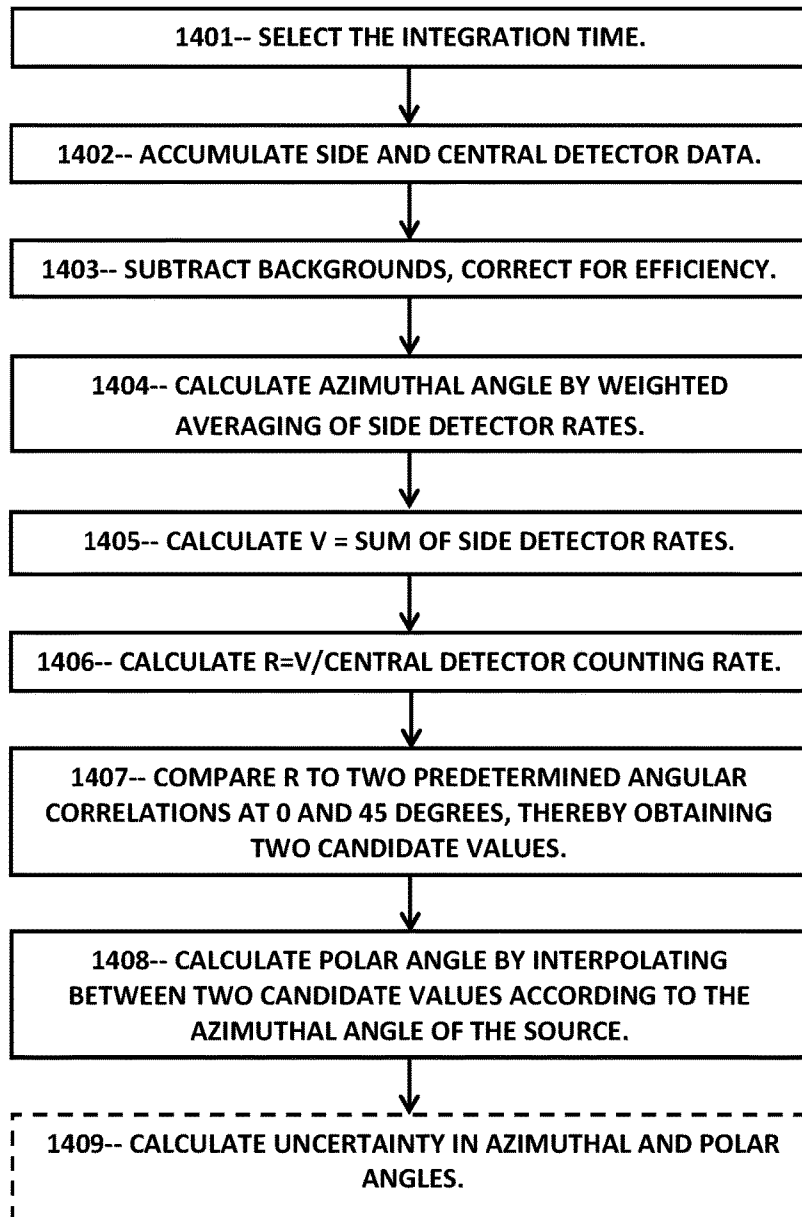 1401-- SELECT THE INTEGRATION TIME.
1402-- ACCUMULATE SIDE AND CENTRAL DETECTOR DATA.
1403-- SUBTRACT BACKGROUNDS, CORRECT FOR EFFICIENCY.
1404-- CALCULATE AZIMUTHAL ANGLE BY WEIGHTED
AVERAGING OF SIDE DETECTOR RATES.
1405-- CALCULATE V = SUM OF SIDE DETECTOR RATES.
1406-- CALCULATE R=V/CENTRAL DETECTOR COUNTING RATE.
1407-- COMPARE R TO TWO PREDETERMINED ANGULAR
CORRELATIONS AT 0 AND 45 DEGREES, THEREBY OBTAINING
TWO CANDIDATE VALUES.
1408-- CALCULATE POLAR ANGLE BY INTERPOLATING
BETWEEN TWO CANDIDATE VALUES ACCORDING TO THE
AZIMUTHAL ANGLE OF THE SOURCE.
1409-- CALCULATE UNCERTAINTY IN AZIMUTHAL AND POLAR
ANGLES.